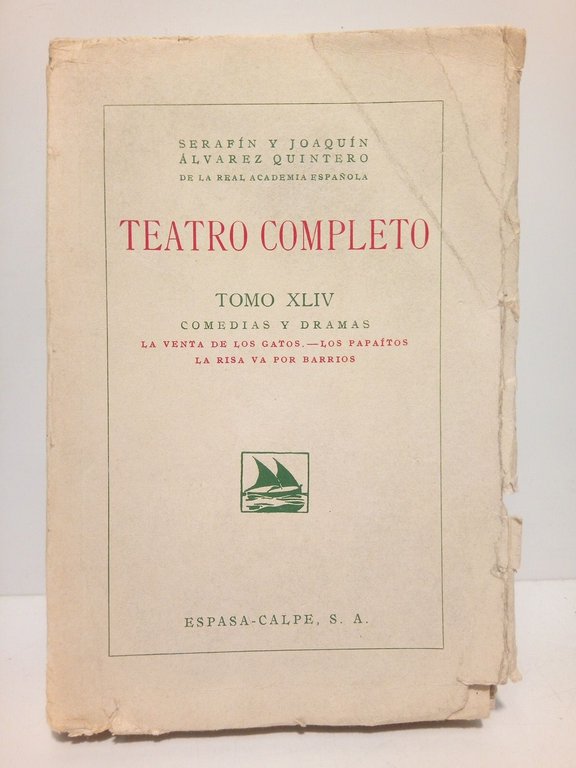 SERAFÍN Y JOAQUÍN
ÁLVAREZ QUINTERO
DE LA REAL ACADEMIA ESPAÑOLA
TEATRO COMPLETO
TOMO XLIV
COMEDIAS Y DRAMAS
LA VENTA DE LOS GATOS.—LOS PAPAÍTOS
LA RISA VA POR BARRIOS
ESPASA-CALPE, S. A.